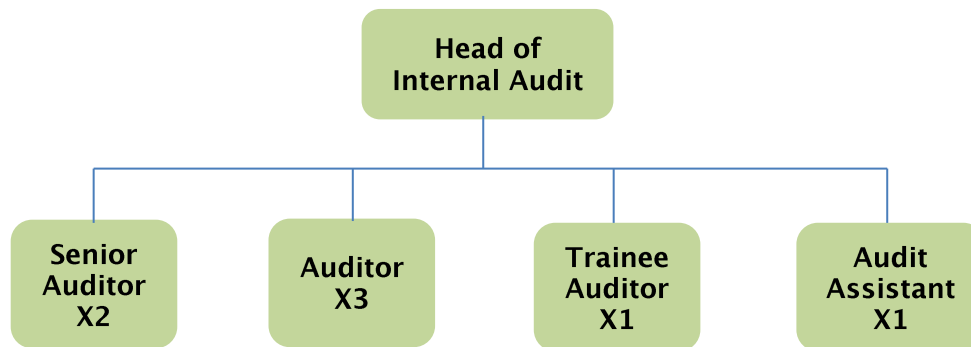 Head of
Internal Audit
Senior
Auditor
X2
Auditor
X3
Trainee
Auditor
X1
Audit
Assistant
X1